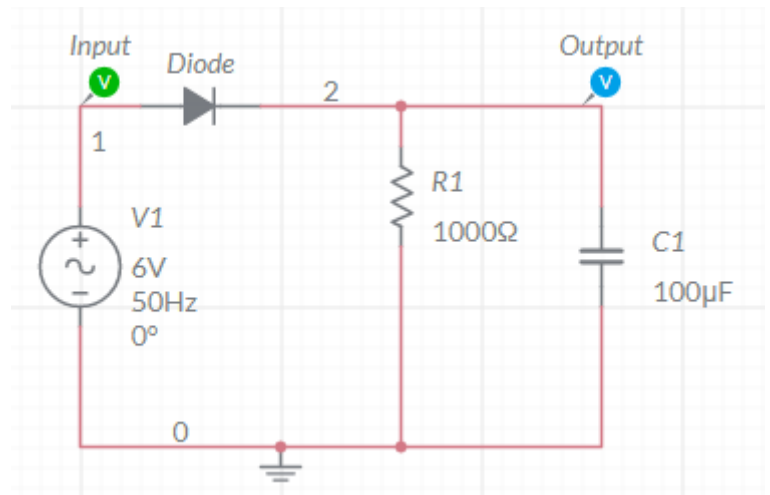 Input
V
Diode
Output
V
2
1
R1
1000Ω
V1
6V
50Hz
0°
C1
100µF
0